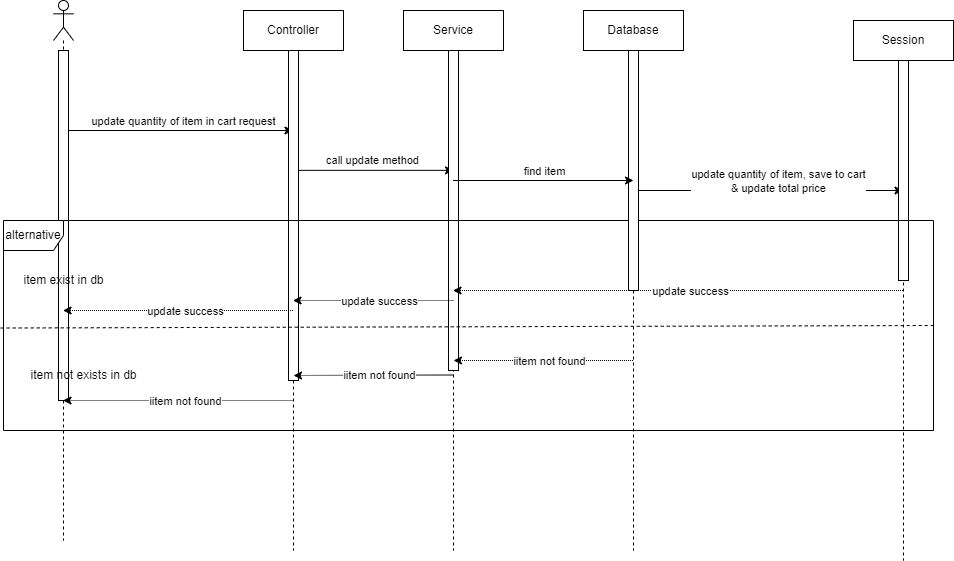 Controller
Service
Database
Session
update quantity of item in cart request
call update method
find item
update quantity of item, save to cart
& update total price
alternative
item exist in db
update success
update success
update success
iitem not found
item not exists in db
iitem not found
iitem not found